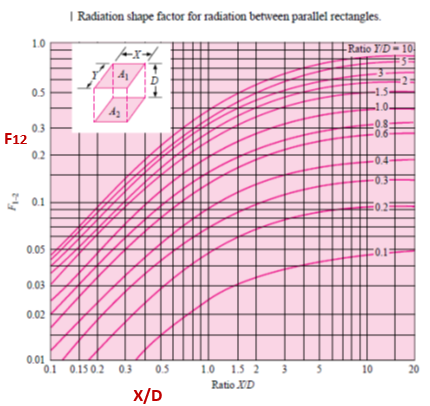 | Radiation shape factor for radiation between parallel rectangles.
1.0
0.5
0.3
0.2
0.1
0.05
0.03
0.02
0.01
F12
F1-2
X
Y
A1
D
A2
Ratio Y/D = 10
5
3
2
1.5
1.0
0.8
0.6
0.4
0.3
0.2
0.1
0.1 0.15 0.2 0.3 0.5 1.0 1.5 2 3 5 10 20
Ratio X/D
X/D